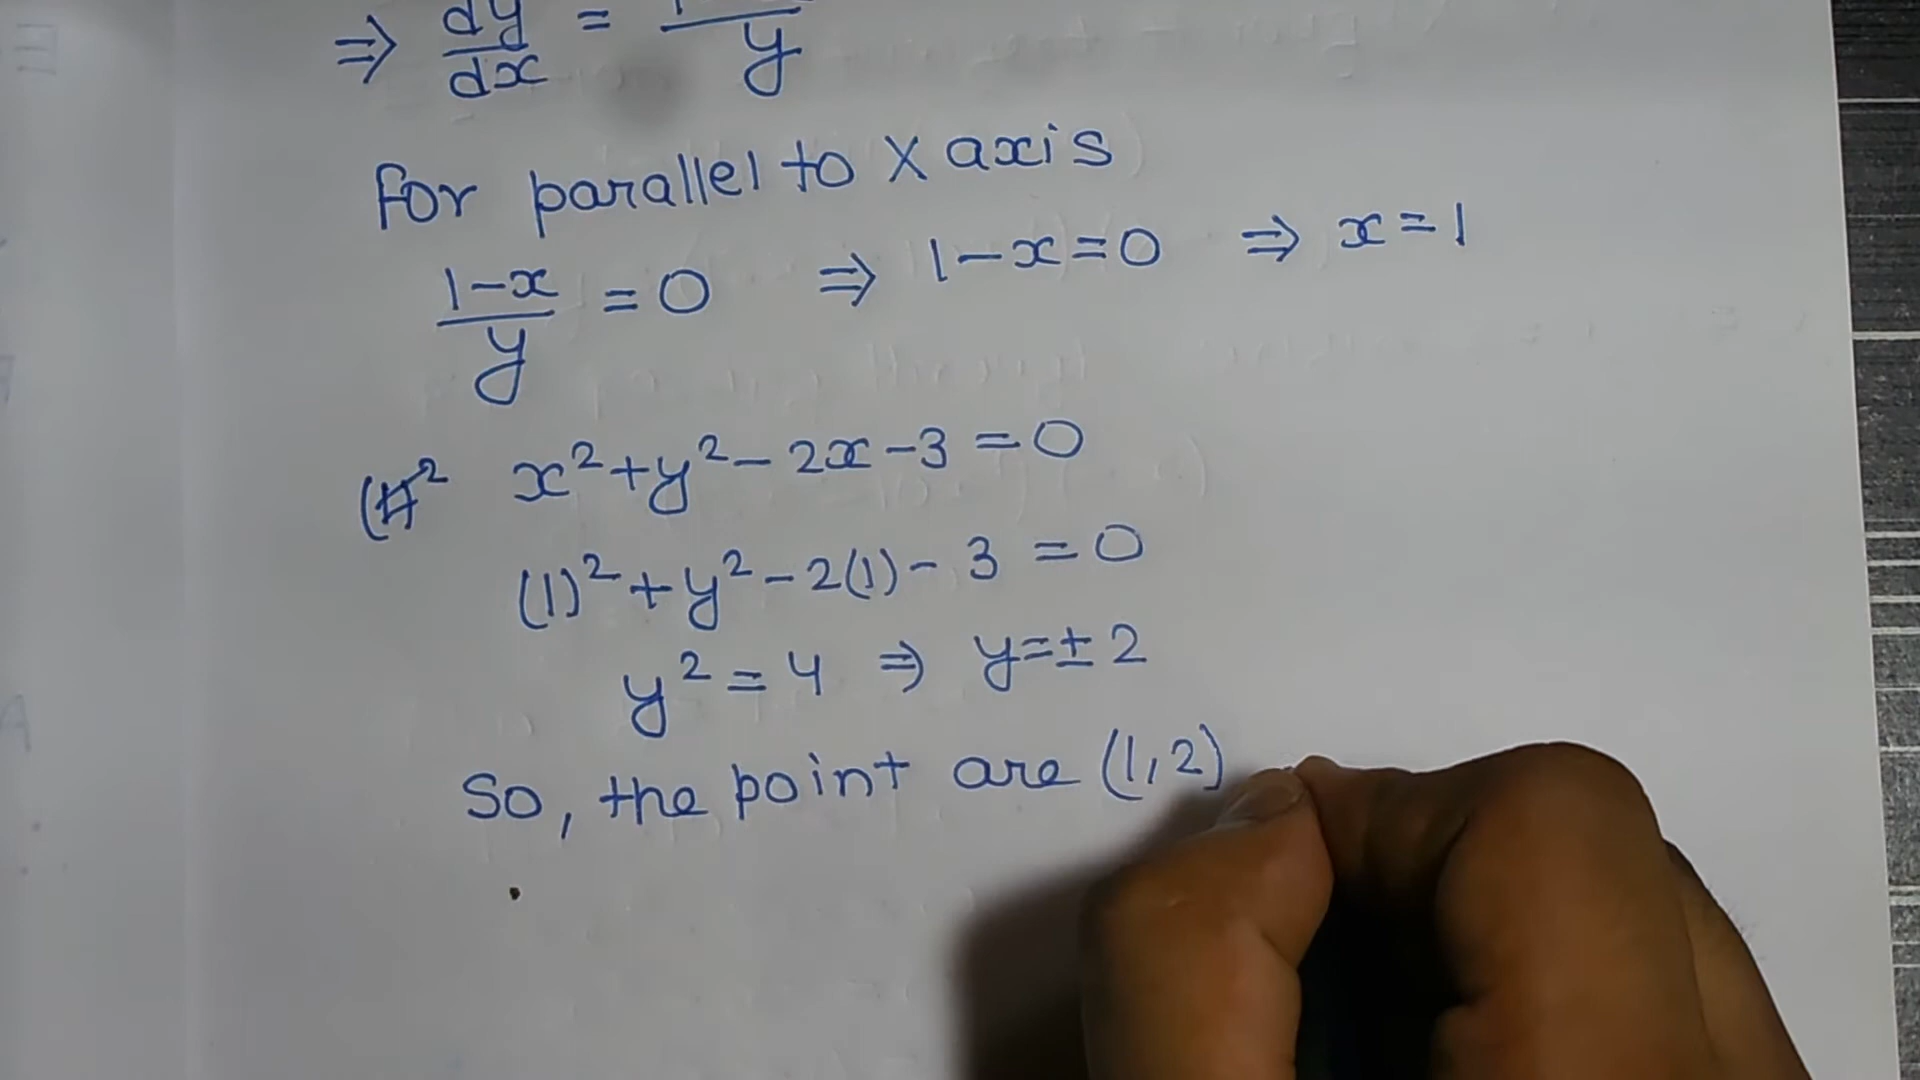 ⇒ dy/dx = 1-x/y
For parallel to X axis
1-x/y = 0 ⇒ 1-x=0 ⇒ x=1
x²+y²-2x-3=0
(1)²+y²-2(1)-3=0
y²=4 ⇒ y=±2
So, the point are (1,2)